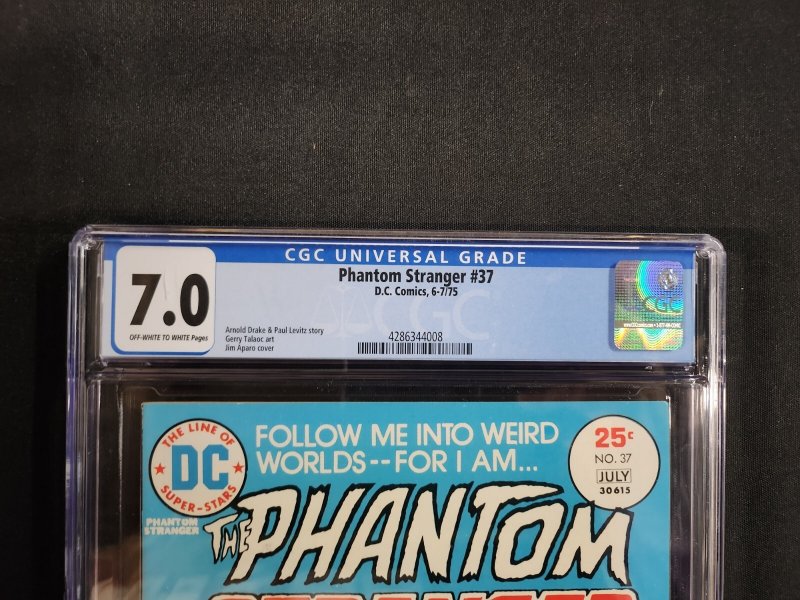 CGC UNIVERSAL GRADE
7.0
OFF-WHITE TO WHITE Pages
Phantom Stranger #37
D.C. Comics, 6-7/75
Arnold Drake & Paul Levitz story
Gerry Talaoc art
Jim Aparo cover
4286344008
CGC
THE LINE OF
DC
SUPER-STARS
PHANTOM
STRANGER
FOLLOW ME INTO WEIRD
WORLDS--FOR I AM...
25¢
NO. 37
JULY
30615
THE PHANTOM
STRANGER